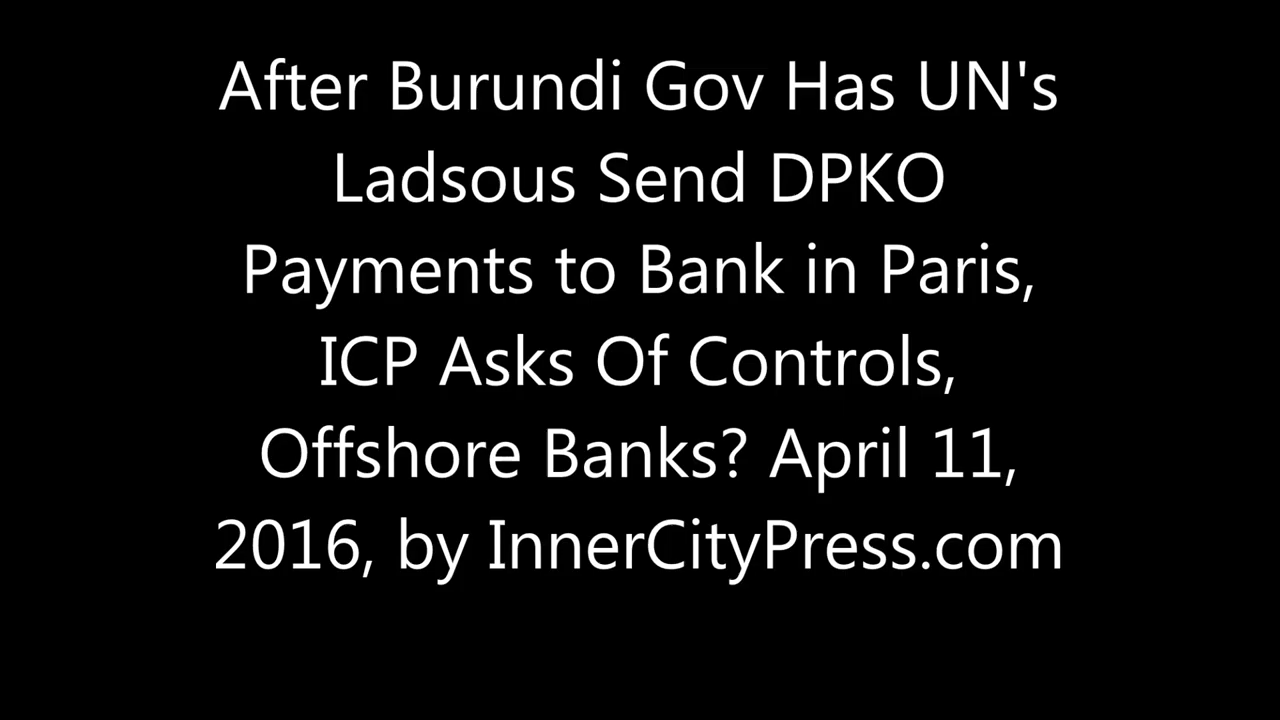 After Burundi Gov Has UN's
Ladsous Send DPKO
Payments to Bank in Paris,
ICP Asks Of Controls,
Offshore Banks? April 11,
2016, by InnerCityPress.com